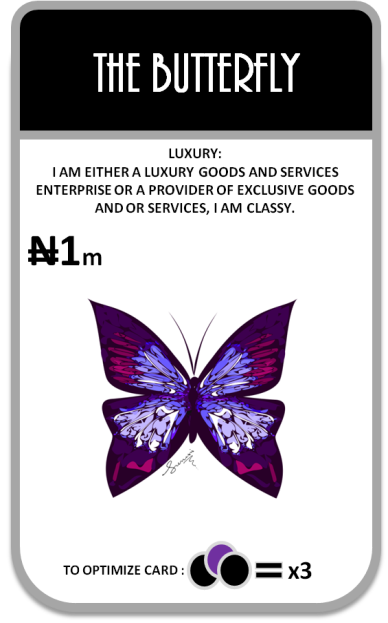 THE BUTTERFLY
LUXURY:
I AM EITHER A LUXURY GOODS AND SERVICES
ENTERPRISE OR A PROVIDER OF EXCLUSIVE GOODS
AND OR SERVICES, I AM CLASSY.
₦1m
TO OPTIMIZE CARD : = x3